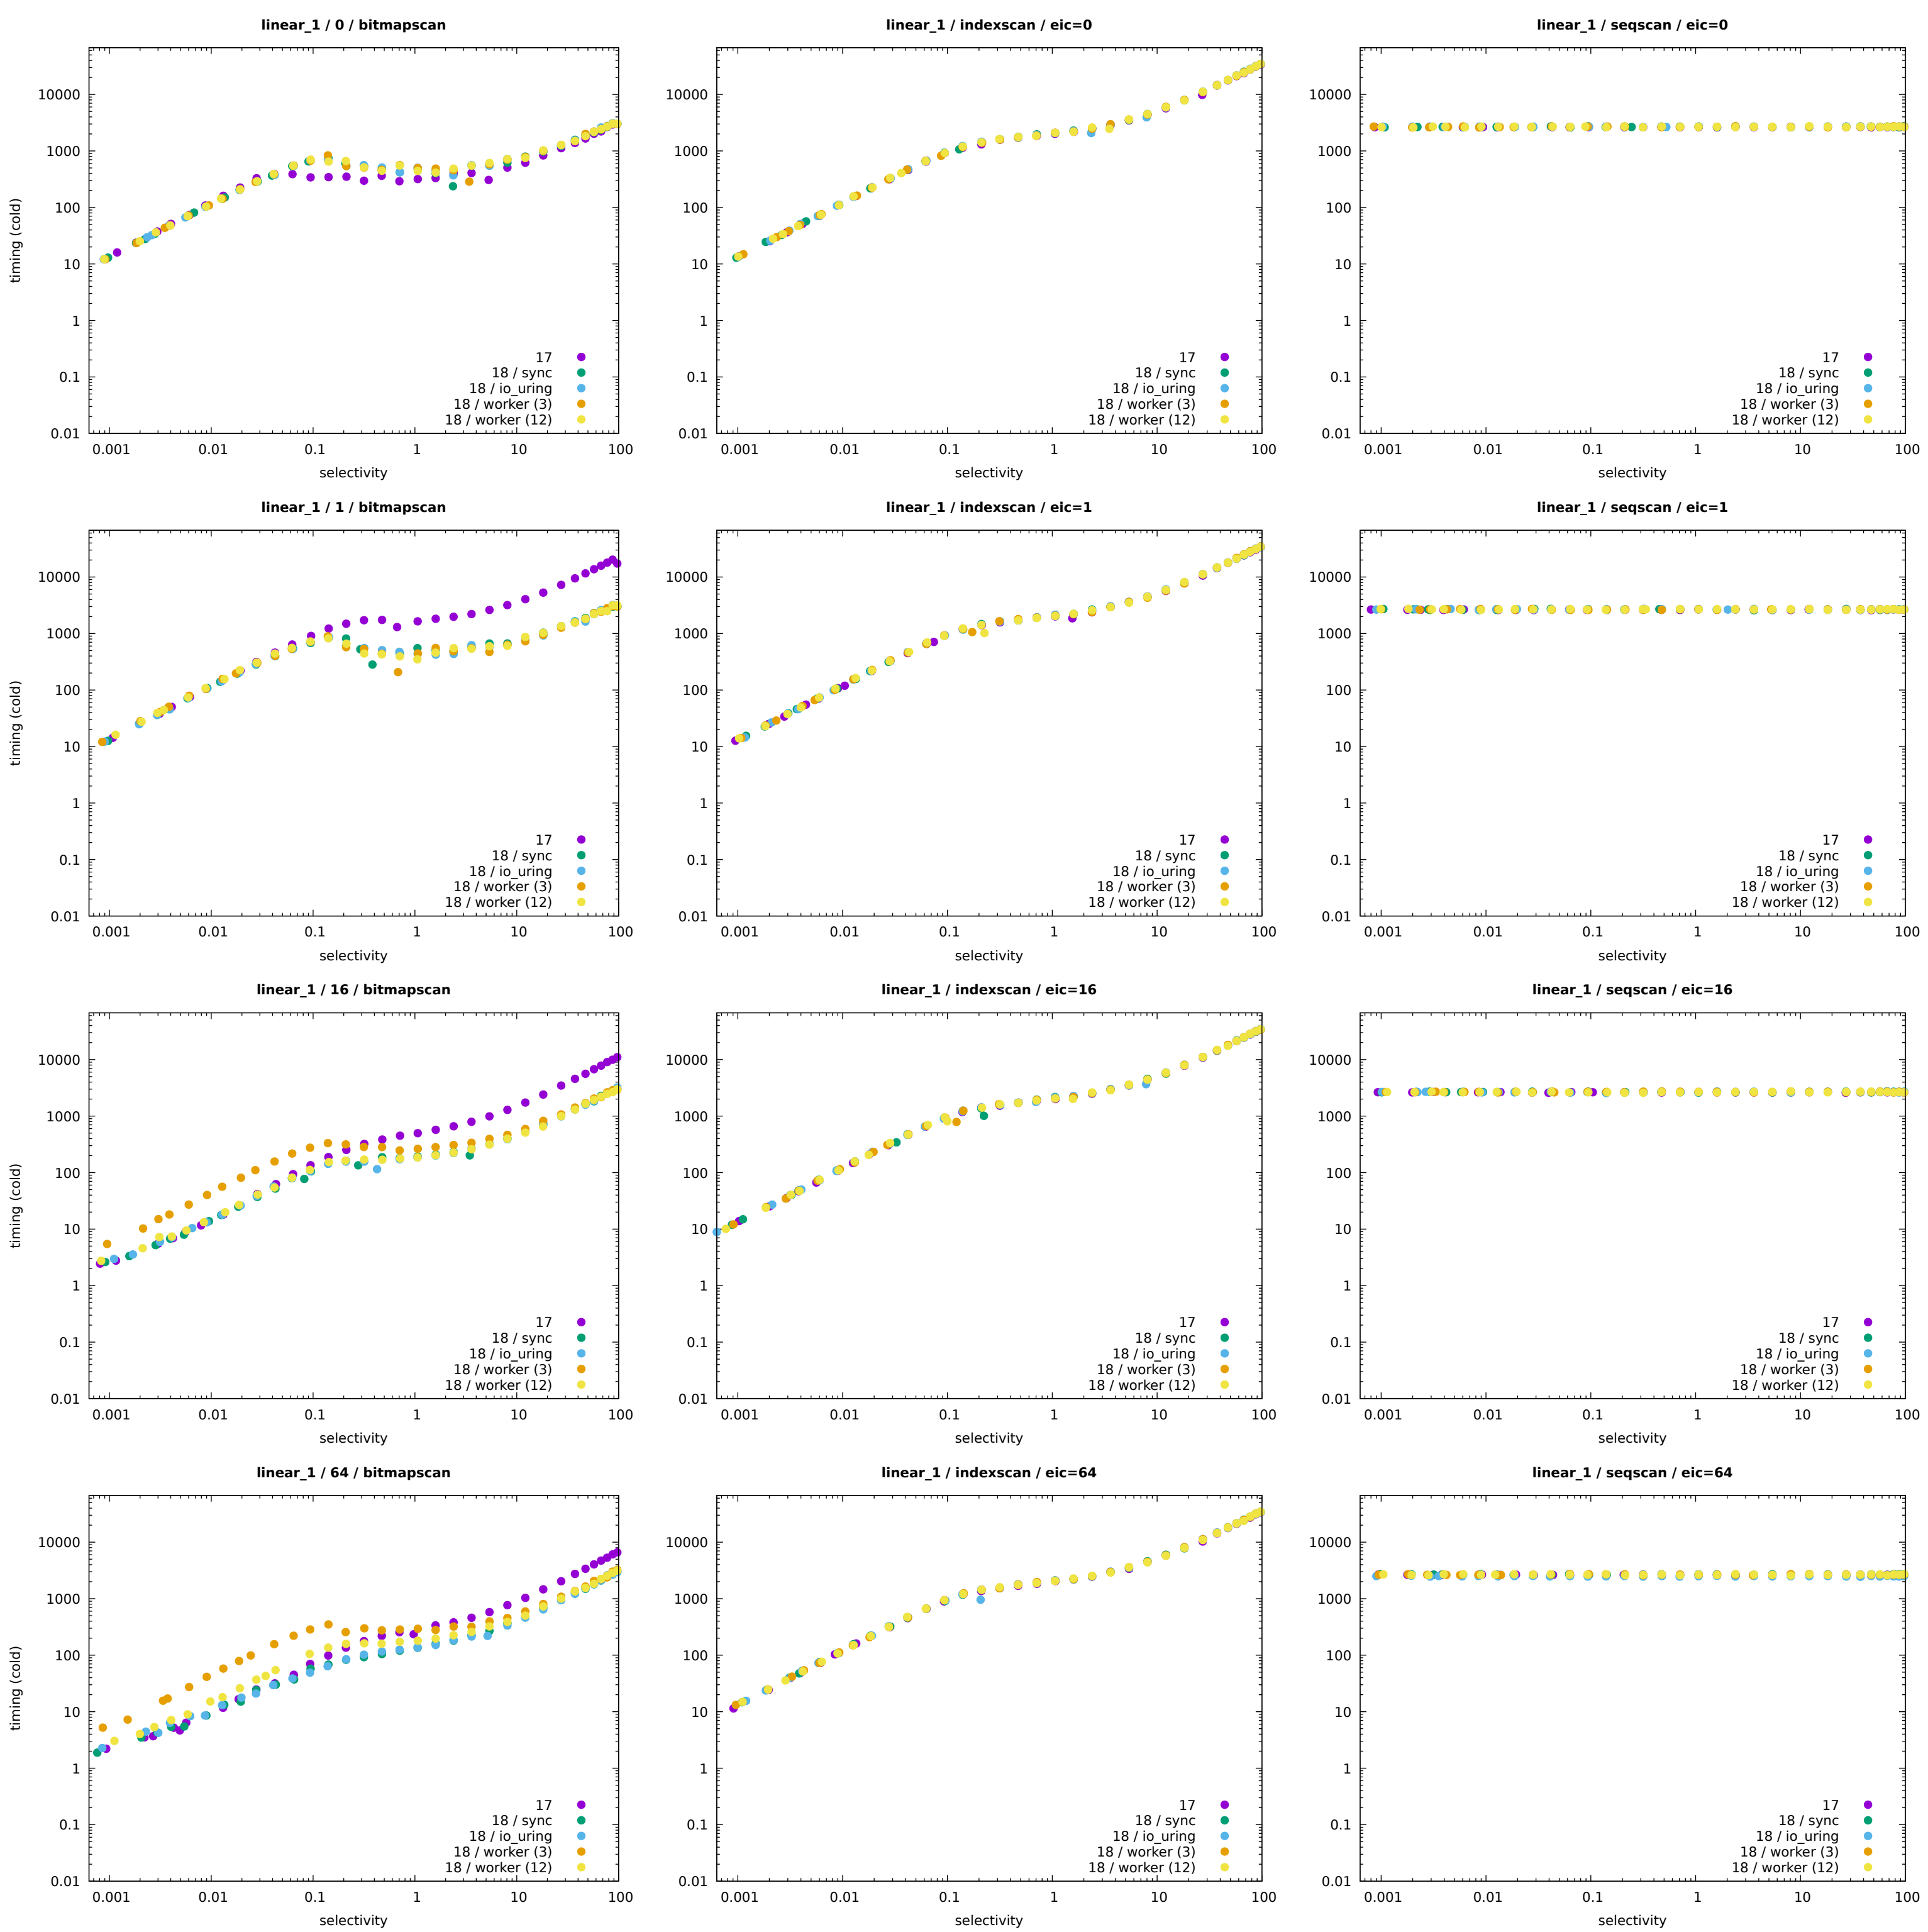 linear_1 / 0 / bitmapscan
timing (cold)
10000
1000
100
10
1
0.1
0.01
17
18 / sync
18 / io_uring
18 / worker (3)
18 / worker (12)
0.001 0.01 0.1 1 10 100
selectivity
linear_1 / indexscan / eic=0
10000
1000
100
10
1
0.1
0.01
17
18 / sync
18 / io_uring
18 / worker (3)
18 / worker (12)
0.001 0.01 0.1 1 10 100
selectivity
linear_1 / seqscan / eic=0
10000
1000
100
10
1
0.1
0.01
17
18 / sync
18 / io_uring
18 / worker (3)
18 / worker (12)
0.001 0.01 0.1 1 10 100
selectivity
linear_1 / 1 / bitmapscan
timing (cold)
10000
1000
100
10
1
0.1
0.01
17
18 / sync
18 / io_uring
18 / worker (3)
18 / worker (12)
0.001 0.01 0.1 1 10 100
selectivity
linear_1 / indexscan / eic=1
10000
1000
100
10
1
0.1
0.01
17
18 / sync
18 / io_uring
18 / worker (3)
18 / worker (12)
0.001 0.01 0.1 1 10 100
selectivity
linear_1 / seqscan / eic=1
10000
1000
100
10
1
0.1
0.01
17
18 / sync
18 / io_uring
18 / worker (3)
18 / worker (12)
0.001 0.01 0.1 1 10 100
selectivity
linear_1 / 16 / bitmapscan
timing (cold)
10000
1000
100
10
1
0.1
0.01
17
18 / sync
18 / io_uring
18 / worker (3)
18 / worker (12)
0.001 0.01 0.1 1 10 100
selectivity
linear_1 / indexscan / eic=16
10000
1000
100
10
1
0.1
0.01
17
18 / sync
18 / io_uring
18 / worker (3)
18 / worker (12)
0.001 0.01 0.1 1 10 100
selectivity
linear_1 / seqscan / eic=16
10000
1000
100
10
1
0.1
0.01
17
18 / sync
18 / io_uring
18 / worker (3)
18 / worker (12)
0.001 0.01 0.1 1 10 100
selectivity
linear_1 / 64 / bitmapscan
timing (cold)
10000
1000
100
10
1
0.1
0.01
17
18 / sync
18 / io_uring
18 / worker (3)
18 / worker (12)
0.001 0.01 0.1 1 10 100
selectivity
linear_1 / indexscan / eic=64
10000
1000
100
10
1
0.1
0.01
17
18 / sync
18 / io_uring
18 / worker (3)
18 / worker (12)
0.001 0.01 0.1 1 10 100
selectivity
linear_1 / seqscan / eic=64
10000
1000
100
10
1
0.1
0.01
17
18 / sync
18 / io_uring
18 / worker (3)
18 / worker (12)
0.001 0.01 0.1 1 10 100
selectivity